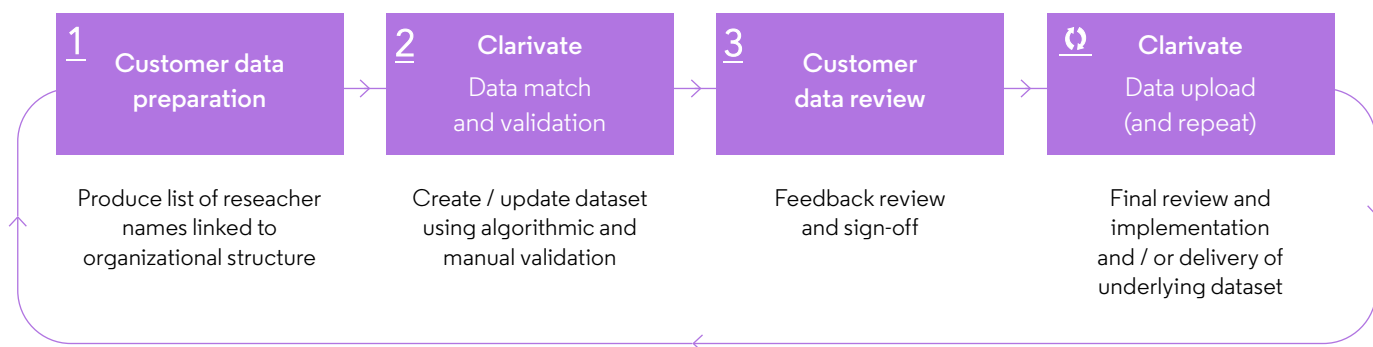 1
Customer data
preparation
Produce list of reseacher
names linked to
organizational structure
2
Clarivate
Data match
and validation
Create / update dataset
using algorithmic and
manual validation
3
Customer
data review
Feedback review
and sign-off
Clarivate
Data upload
(and repeat)
Final review and
implementation
and / or delivery of
underlying dataset